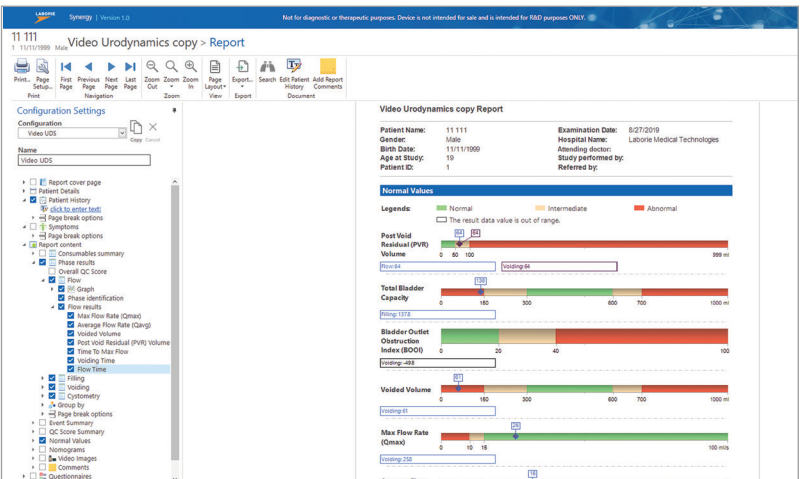 LABORIE Synergy | Version 1.0 Not for diagnostic or therapeutic purposes. Device is not intended for sale and is intended for R&D purposes ONLY.
11 111
1 11/11/1999 Male Video Urodynamics copy > Report
Print... Page Setup... First Page Previous Page Next Page Last Page Zoom Out Zoom Zoom In Page Layout Export... Search Edit Patient History Add Report Comments
Print Navigation Zoom View Export Document
Configuration Settings
Configuration
Video UDS
Copy Cancel
Name
Video UDS
Report cover page
Patient Details
Patient History
click to enter text!
Page break options
Symptoms
Page break options
Report content
Consumables summary
Phase results
Overall QC Score
Flow
Graph
Phase identification
Flow results
Max Flow Rate (Qmax)
Average Flow Rate (Qavg)
Voided Volume
Post Void Residual (PVR) Volume
Time To Max Flow
Voiding Time
Flow Time
Filling
Voiding
Cystometry
Group by
Page break options
Event Summary
QC Score Summary
Normal Values
Nomograms
Video Images
Comments
Questionnaires
Video Urodynamics copy Report
Patient Name: 11 111 Examination Date: 8/27/2019
Gender: Male Hospital Name: Laborie Medical Technologies
Birth Date: 11/11/1999 Attending doctor:
Age at Study: 19 Study performed by:
Patient ID: 1 Referred by:
Normal Values
Legends: Normal Intermediate Abnormal
The result data value is out of range.
Post Void Residual (PVR) Volume
64 64
0 50 100 999 ml
Flow:64 Voiding:64
Total Bladder Capacity
138
0 150 300 600 700 1000 ml
Filling:137.8
Bladder Outlet Obstruction Index (BOOI)
0 20 40 100
Voiding:-49.8
Voided Volume
61
0 150 300 600 700 1000 ml
Voiding:61
Max Flow Rate (Qmax)
26
0 10 15 100 ml/s
Voiding:25.8